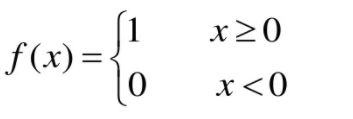 f(x) = { 1 x ≥ 0
0 x < 0